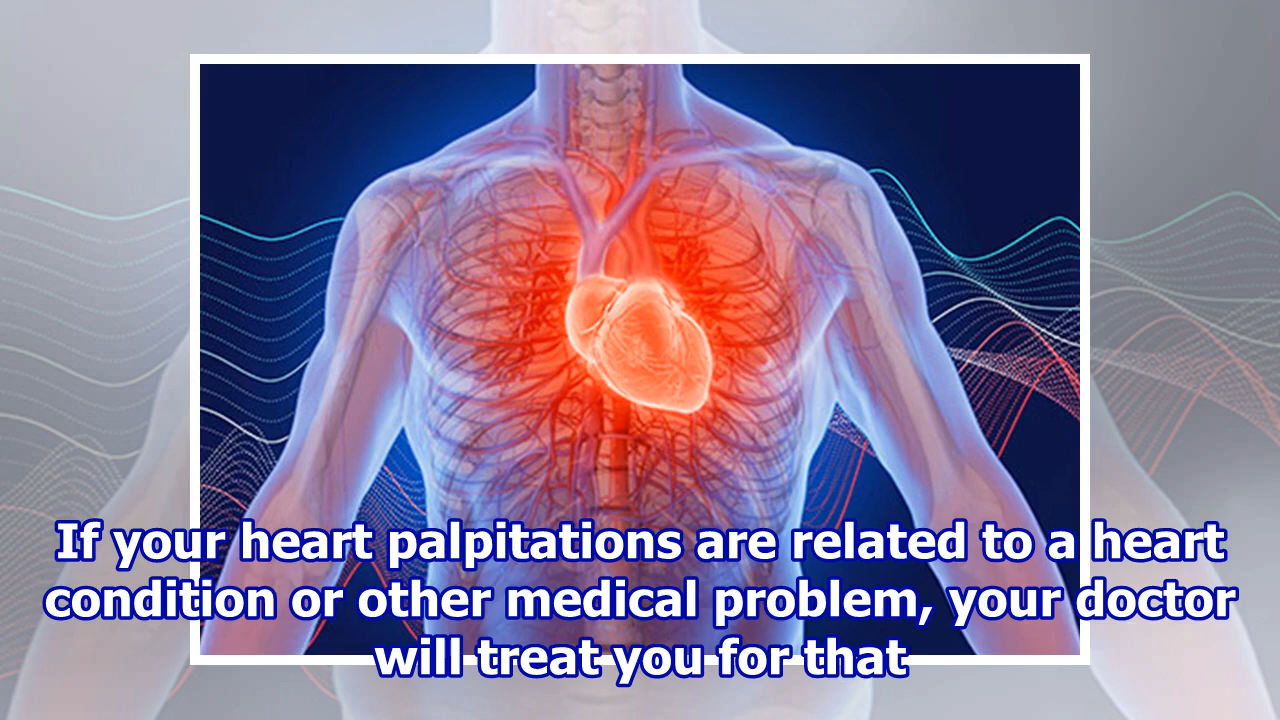 If your heart palpitations are related to a heart
condition or other medical problem, your doctor
will treat you for that